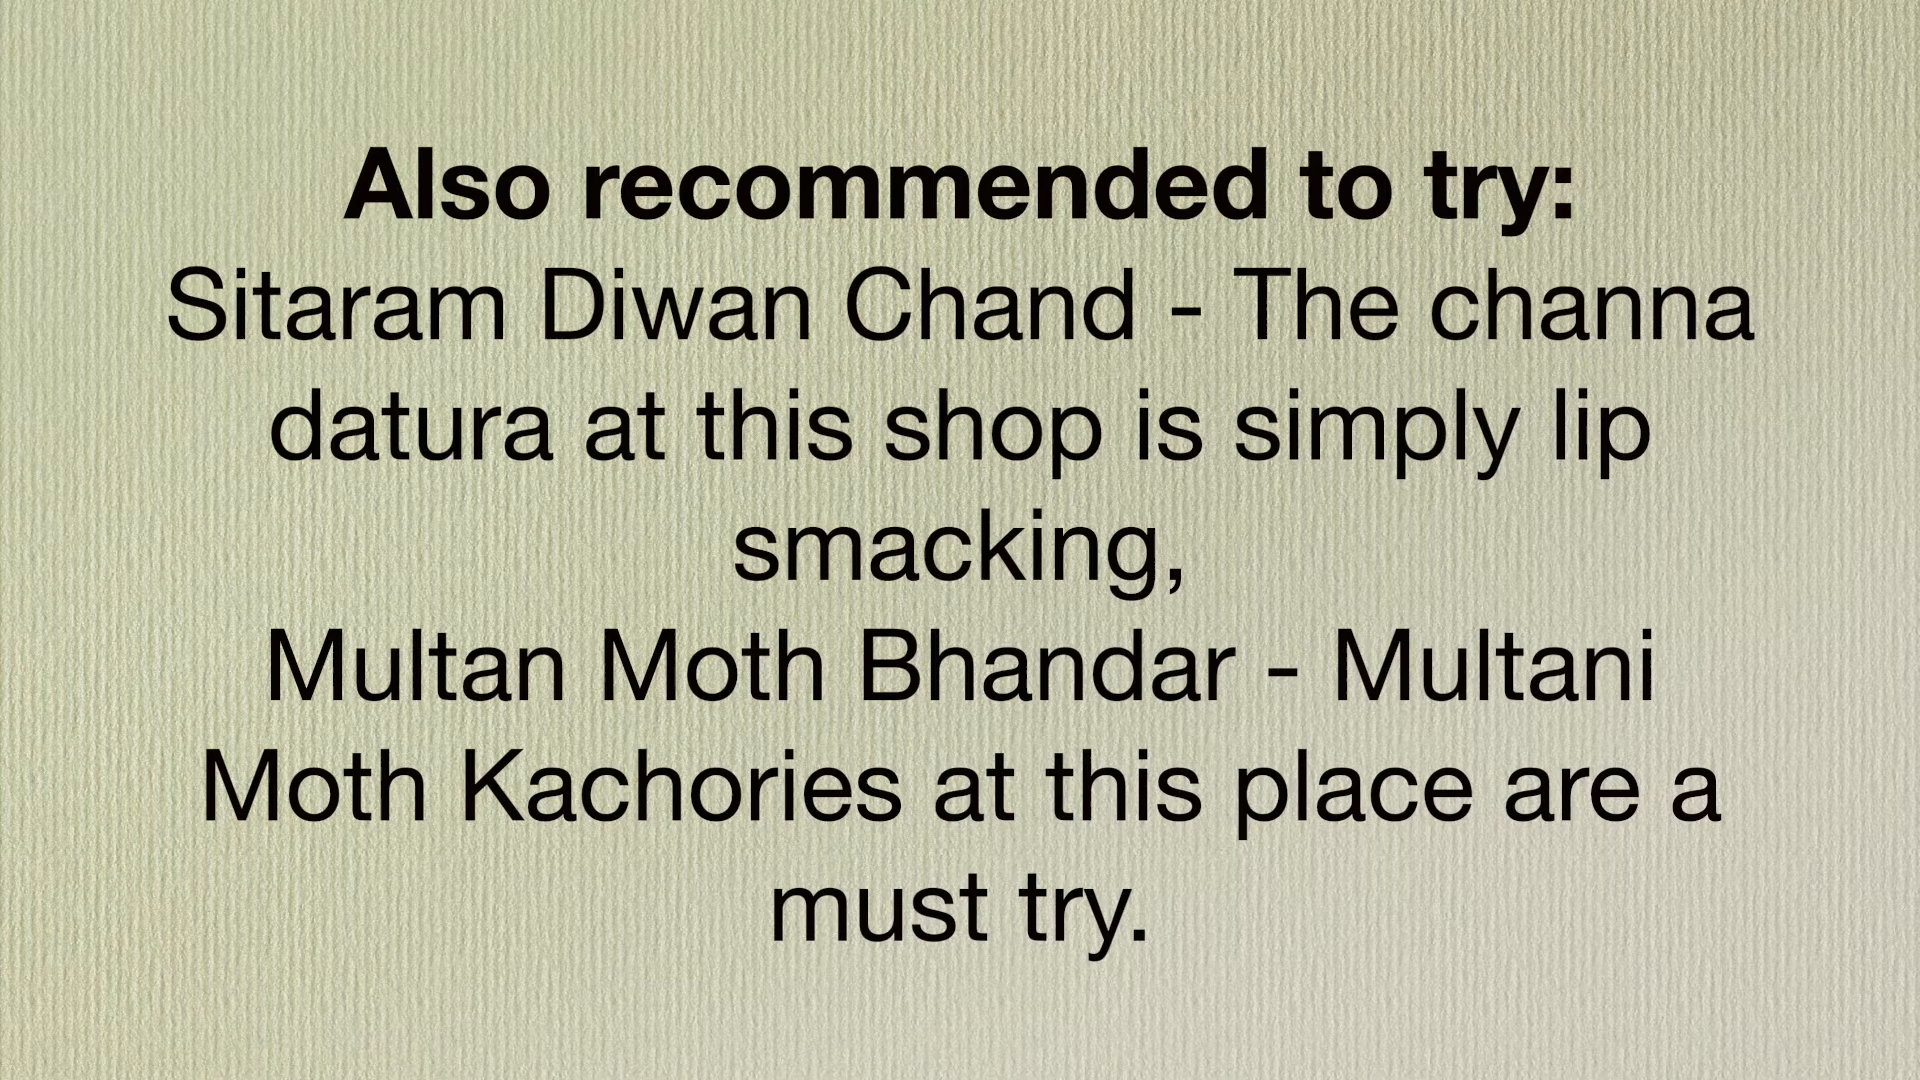 Also recommended to try:
Sitaram Diwan Chand - The channa
datura at this shop is simply lip
smacking,
Multan Moth Bhandar - Multani
Moth Kachories at this place are a
must try.